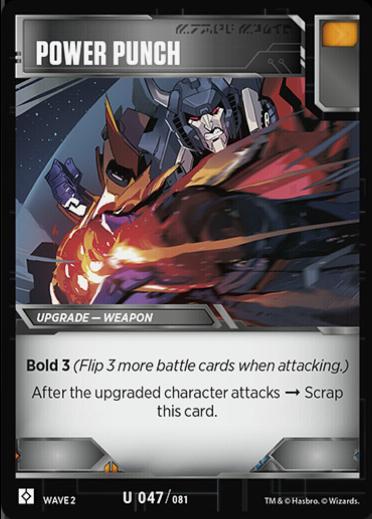 POWER PUNCH
UPGRADE — WEAPON
Bold 3 (Flip 3 more battle cards when attacking.)
After the upgraded character attacks → Scrap
this card.
WAVE 2 U 047/081 TM & © Hasbro. © Wizards.